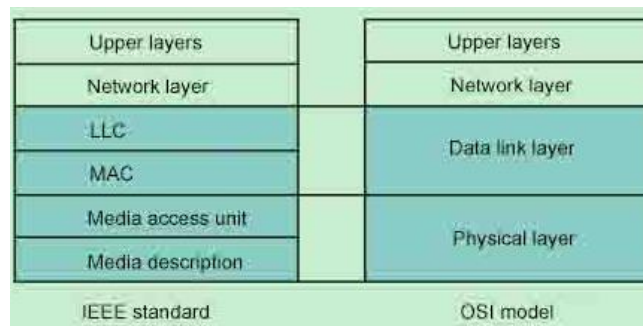 Upper layers
Network layer
LLC
MAC
Media access unit
Media description
IEEE standard
Upper layers
Network layer
Data link layer
Physical layer
OSI model